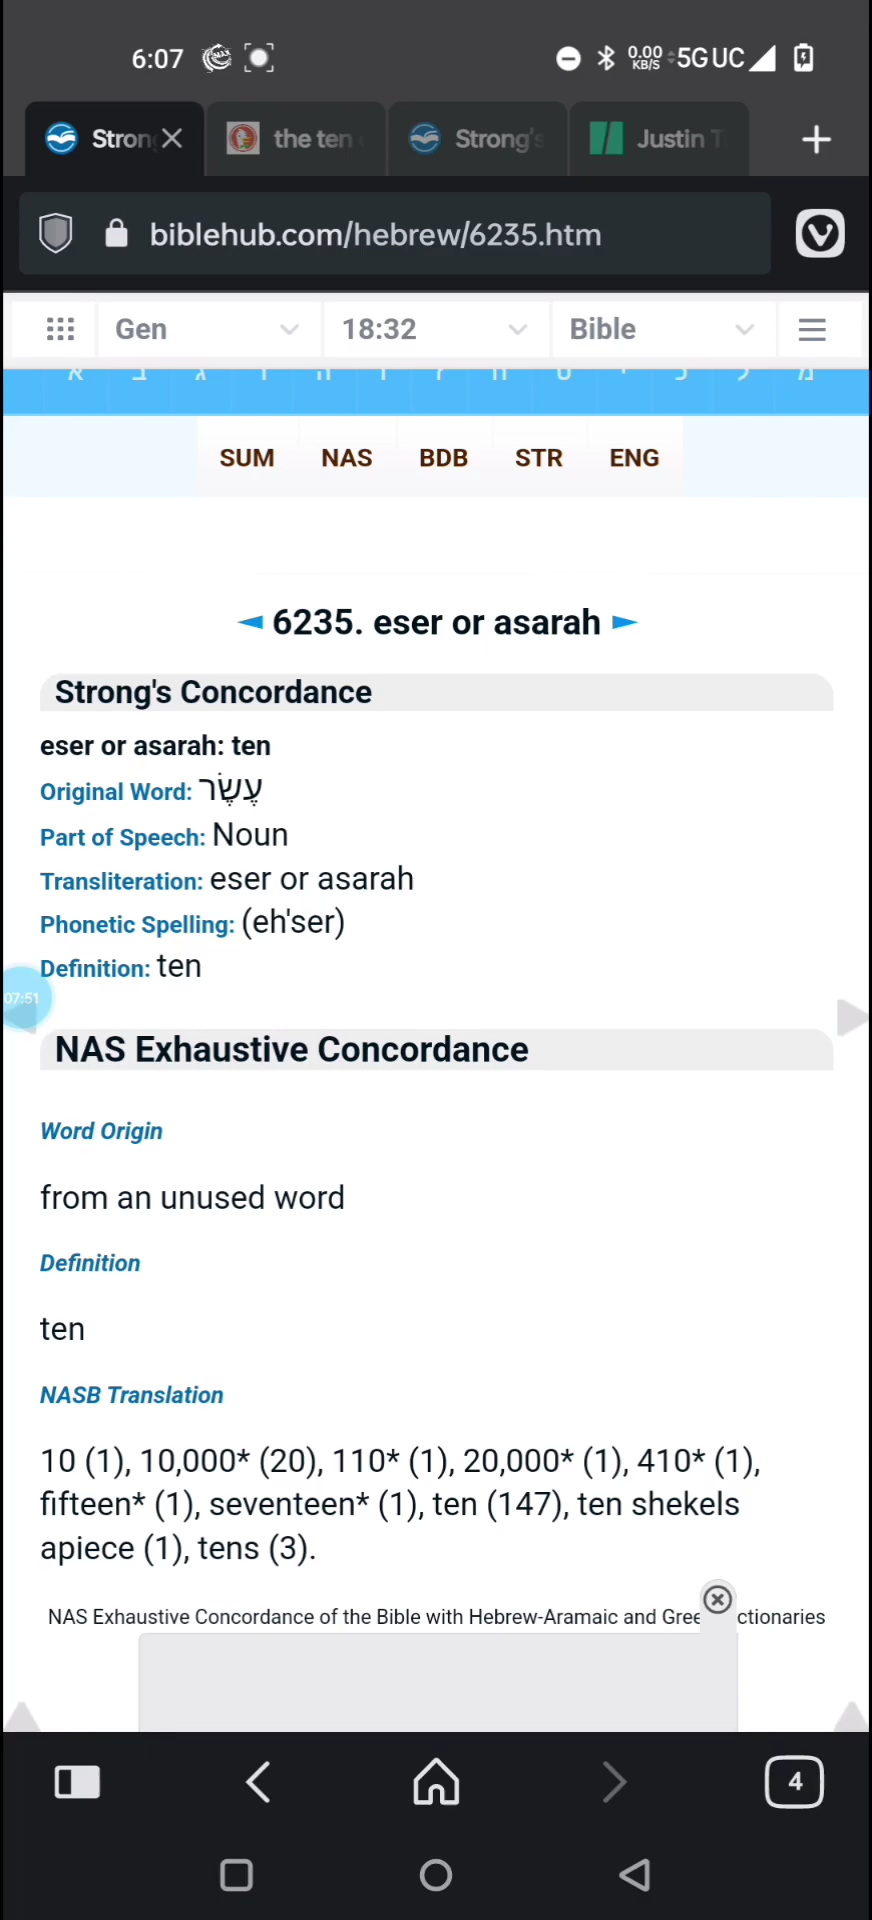 6:07 0.00 KB/S 5G UC
Stron the ten Strong's Justin T
biblehub.com/hebrew/6235.htm
Gen 18:32 Bible
SUM NAS BDB STR ENG
6235. eser or asarah
Strong's Concordance
eser or asarah: ten
Original Word: עֶשֶׂר
Part of Speech: Noun
Transliteration: eser or asarah
Phonetic Spelling: (eh'ser)
Definition: ten
07:51
NAS Exhaustive Concordance
Word Origin
from an unused word
Definition
ten
NASB Translation
10 (1), 10,000* (20), 110* (1), 20,000* (1), 410* (1),
fifteen* (1), seventeen* (1), ten (147), ten shekels
apiece (1), tens (3).
NAS Exhaustive Concordance of the Bible with Hebrew-Aramaic and Gree ctionaries
4